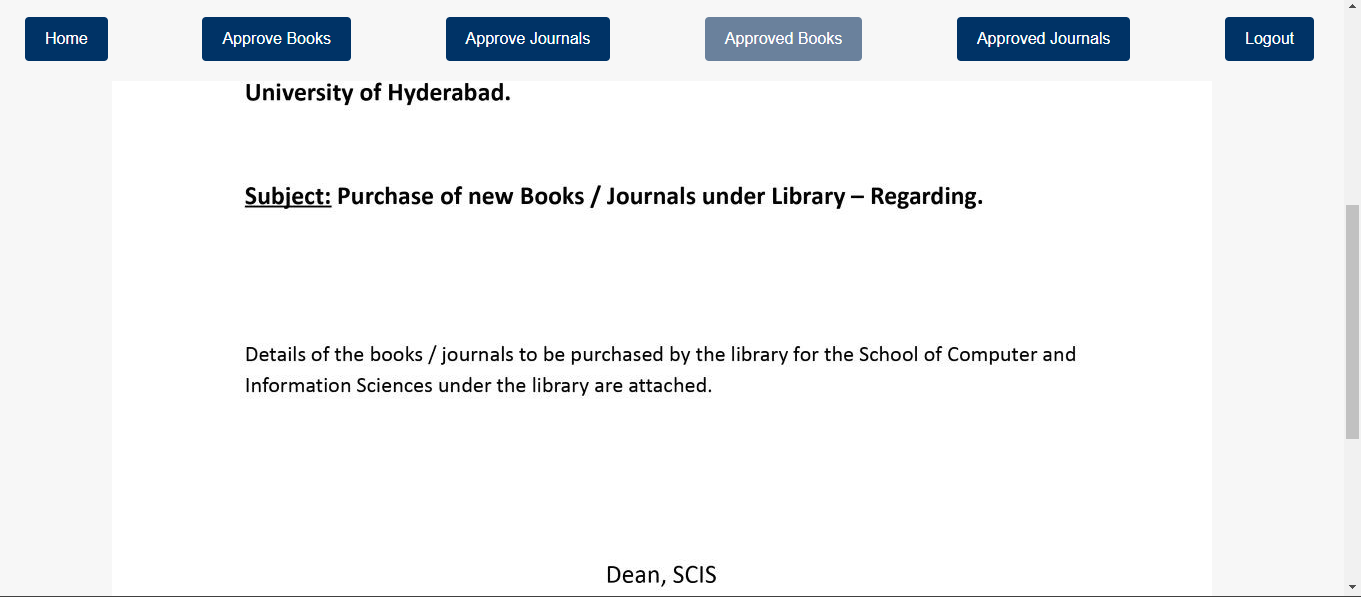 Home Approve Books Approve Journals Approved Books Approved Journals Logout
University of Hyderabad.
Subject: Purchase of new Books / Journals under Library – Regarding.
Details of the books / journals to be purchased by the library for the School of Computer and
Information Sciences under the library are attached.
Dean, SCIS